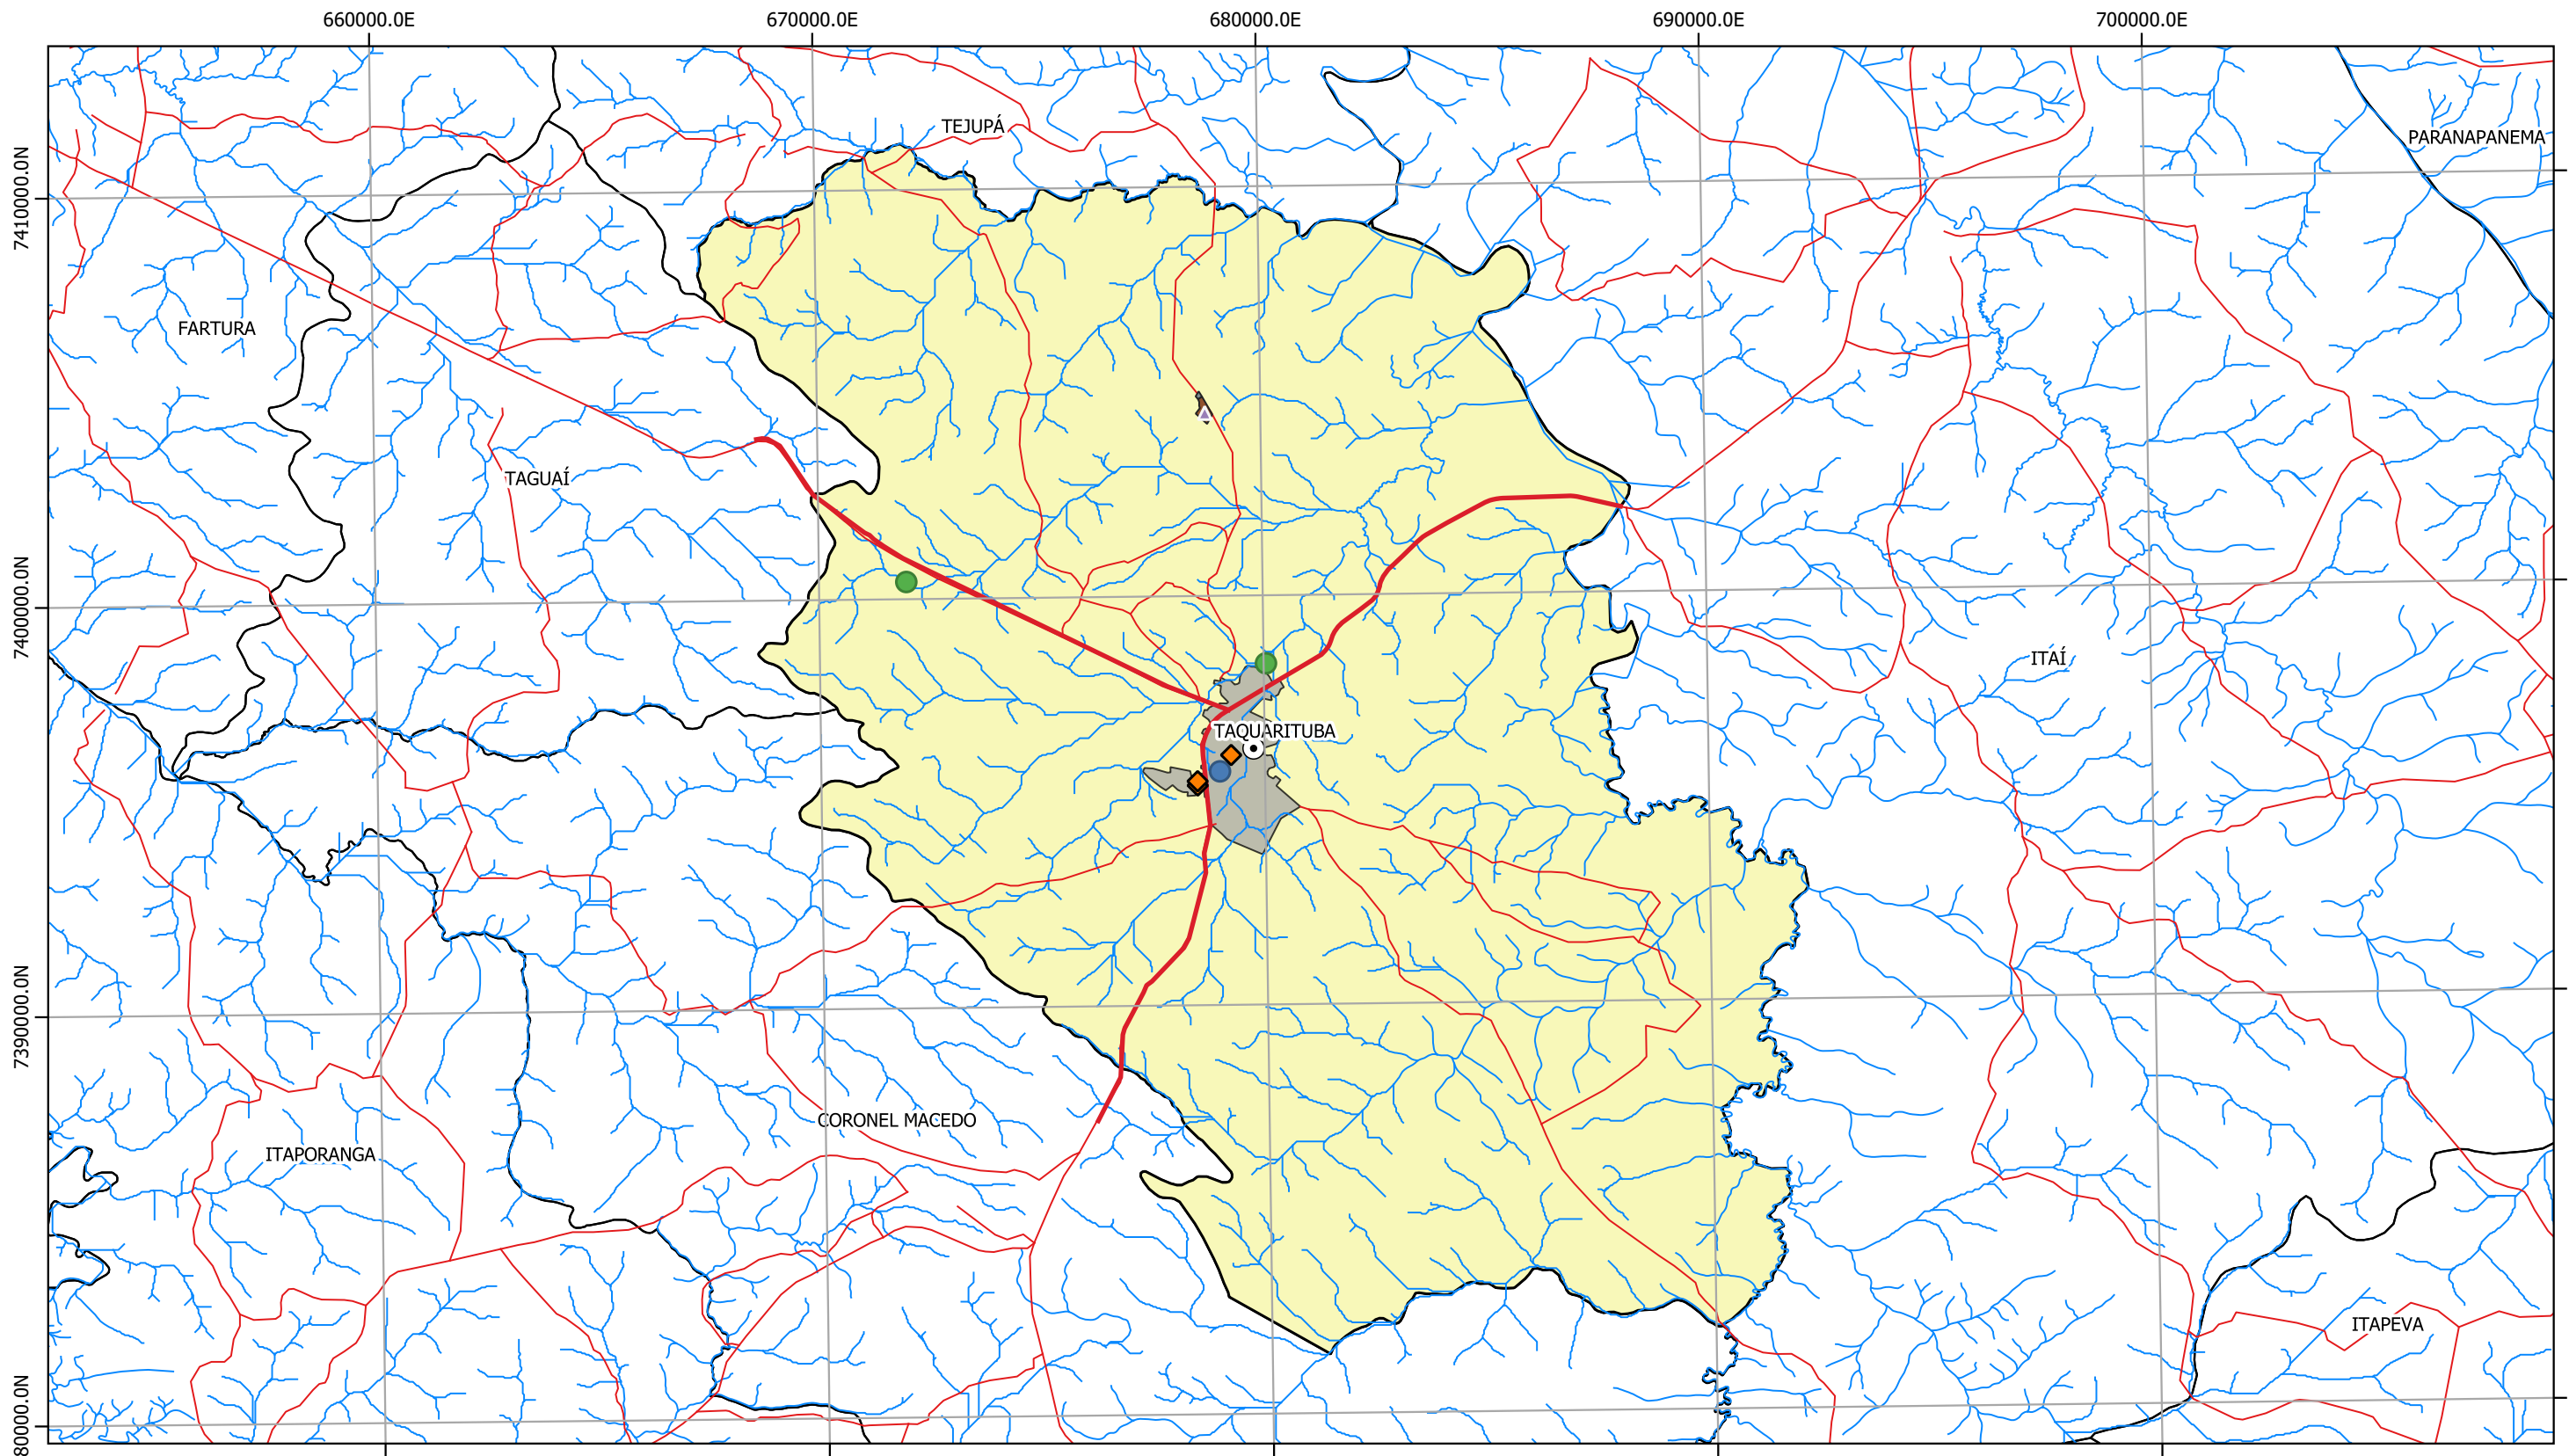 660000.0E 670000.0E 680000.0E 690000.0E 700000.0E
TEJUPÁ
PARANAPANEMA
7410000.0N
FARTURA
TAGUAÍ
7400000.0N
ITAÍ
TAQUARITUBA
7390000.0N
CORONEL MACEDO
ITAPORANGA
ITAPEVA
80000.0N